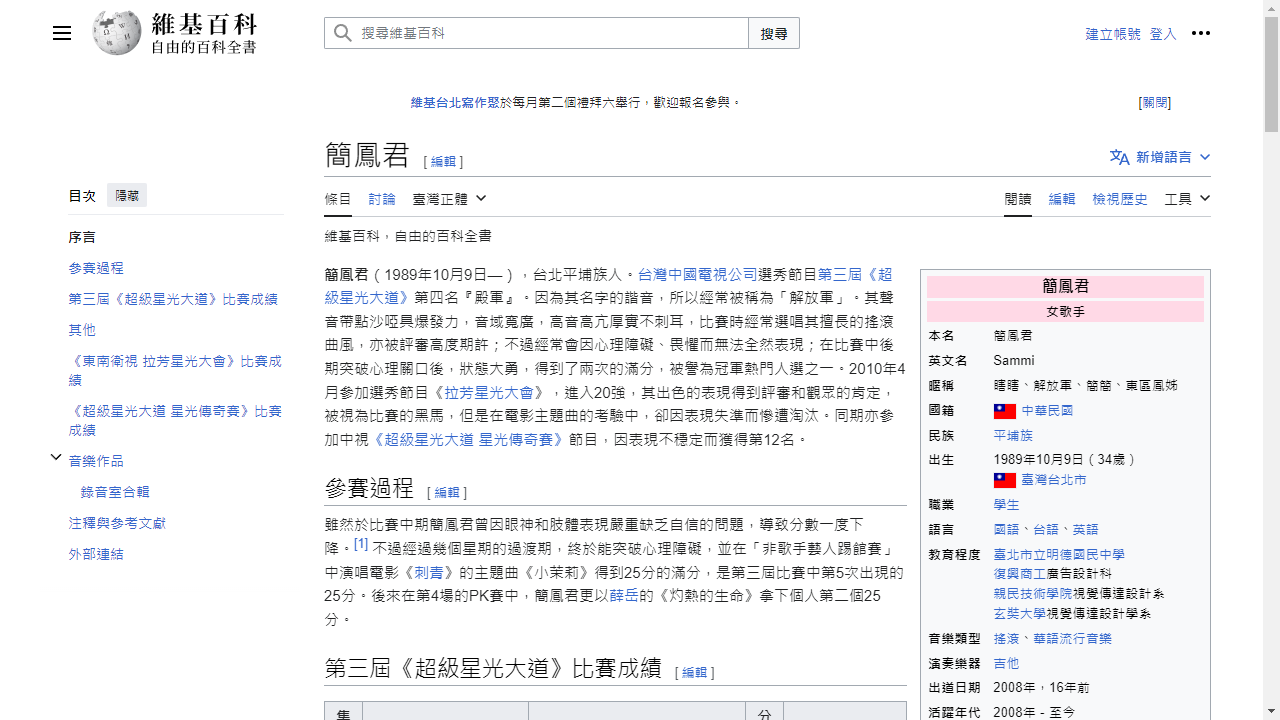 維基百科
自由的百科全書
搜尋維基百科
搜尋
建立帳號 登入
維基台北寫作聚於每月第二個禮拜六舉行，歡迎報名參與。
[關閉]
簡鳳君
[編輯]
新增語言
目次
隱藏
條目
討論
臺灣正體
閱讀
編輯
檢視歷史
工具
序言
參賽過程
第三屆《超級星光大道》比賽成績
其他
《東南衛視 拉芳星光大會》比賽成
績
《超級星光大道 星光傳奇賽》比賽
成績
音樂作品
錄音室合輯
注釋與參考文獻
外部連結
維基百科，自由的百科全書
簡鳳君（1989年10月9日—），台北平埔族人。台灣中國電視公司選秀節目第三屆《超
級星光大道》第四名『殿軍』。因為其名字的諧音，所以經常被稱為「解放軍」。其聲
音帶點沙啞具爆發力，音域寬廣，高音高亢厚實不刺耳，比賽時經常選唱其擅長的搖滾
曲風，亦被評審高度期許；不過經常會因心理障礙、畏懼而無法全然表現；在比賽中後
期突破心理關口後，狀態大勇，得到了兩次的滿分，被譽為冠軍熱門人選之一。2010年4
月參加選秀節目《拉芳星光大會》，進入20強，其出色的表現得到評審和觀眾的肯定，
被視為比賽的黑馬，但是在電影主題曲的考驗中，卻因表現失準而慘遭淘汰。同期亦參
加中視《超級星光大道 星光傳奇賽》節目，因表現不穩定而獲得第12名。
參賽過程
[編輯]
雖然於比賽中期簡鳳君曾因眼神和肢體表現嚴重缺乏自信的問題，導致分數一度下
降。[1] 不過經過幾個星期的過渡期，終於能突破心理障礙，並在「非歌手藝人踢館賽」
中演唱電影《刺青》的主題曲《小茉莉》得到25分的滿分，是第三屆比賽中第5次出現的
25分。後來在第4場的PK賽中，簡鳳君更以薛岳的《灼熱的生命》拿下個人第二個25
分。
第三屆《超級星光大道》比賽成績
[編輯]
集
分
簡鳳君
女歌手
本名 簡鳳君
英文名 Sammi
暱稱 瞎瞎、解放軍、簡簡、東區鳳姊
國籍 中華民國
民族 平埔族
出生 1989年10月9日（34歲）
臺灣台北市
職業 學生
語言 國語、台語、英語
教育程度 臺北市立明德國民中學
復興商工廣告設計科
親民技術學院視覺傳達設計系
玄奘大學視覺傳達設計學系
音樂類型 搖滾、華語流行音樂
演奏樂器 吉他
出道日期 2008年，16年前
活躍年代 2008年 - 至今